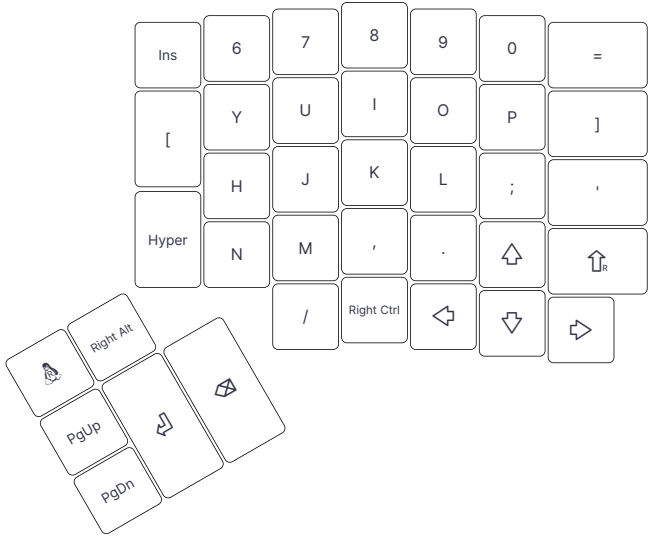 Ins 6 7 8 9 0 =
[ Y U I O P ]
H J K L ; '
Hyper N M , . R
/ Right Ctrl
Right Alt
R
PgUp
PgDn